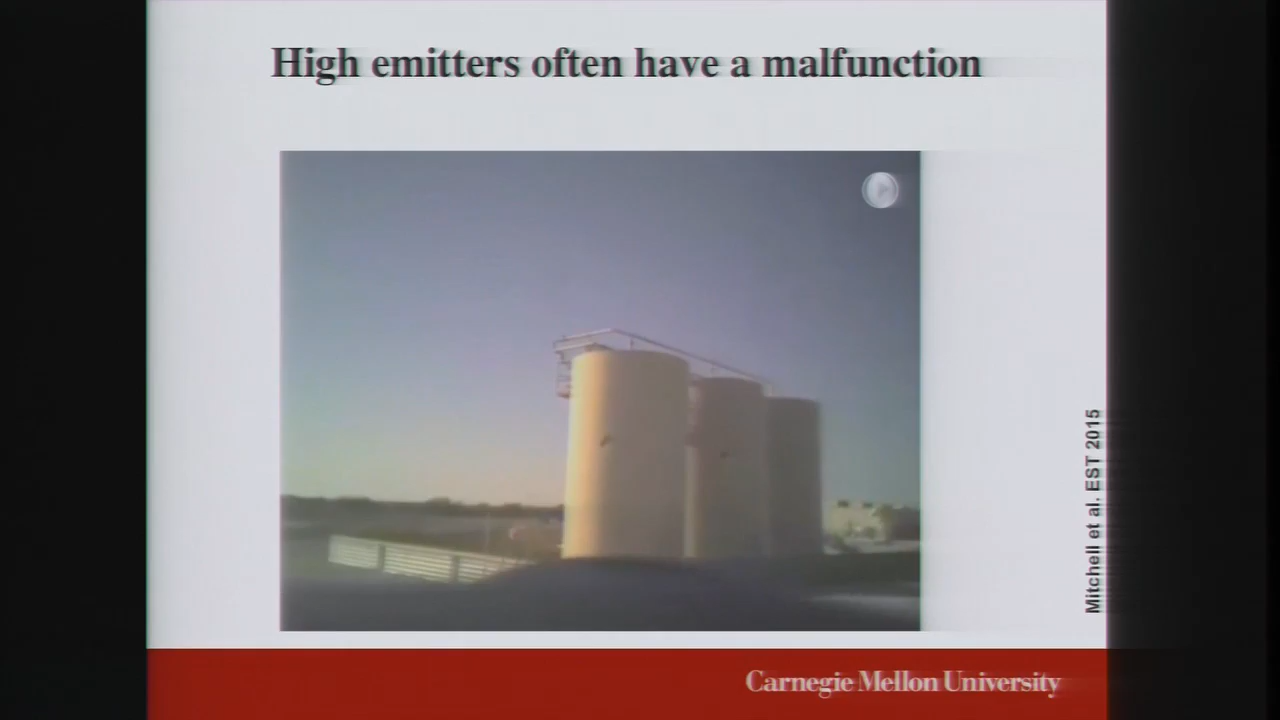 High emitters often have a malfunction
Mitchell et al. EST 2015
Carnegie Mellon University